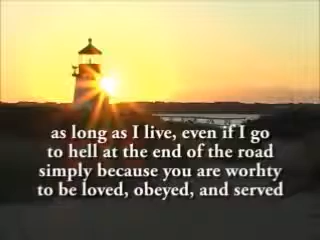 as long as I live, even if I go
to hell at the end of the road
simply because you are worhty
to be loved, obeyed, and served